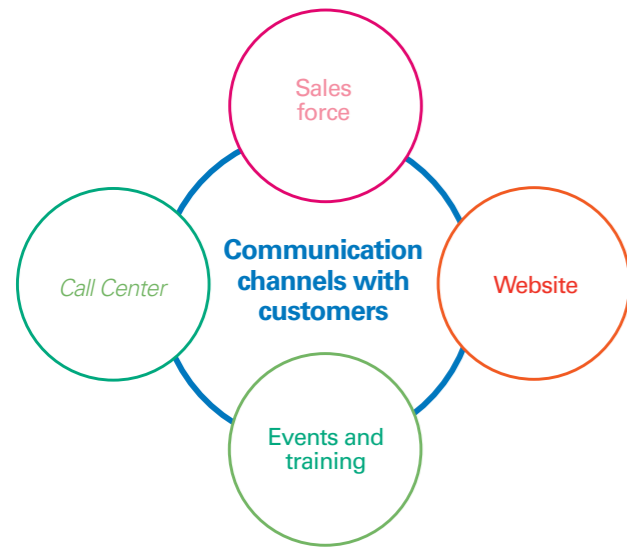 Sales
force
Communication
channels with
customers
Call Center
Website
Events and
training